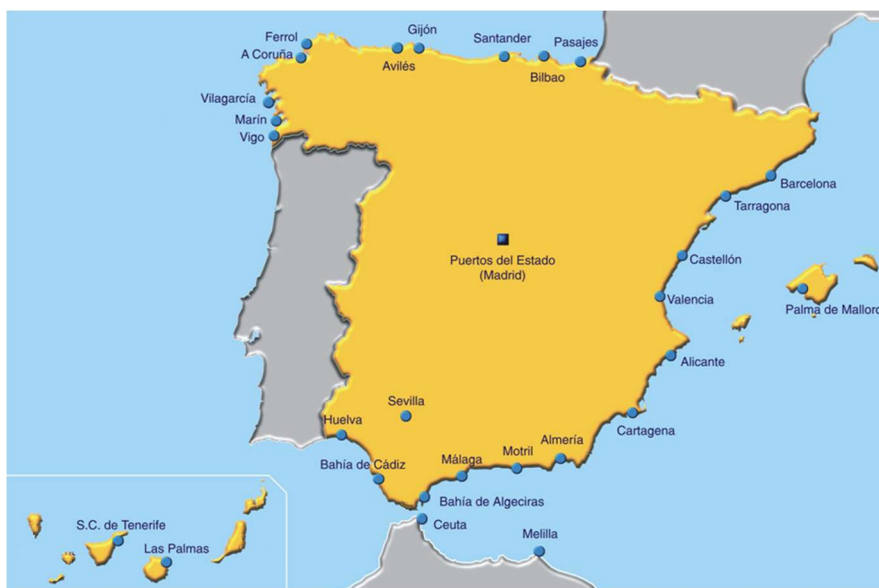 Ferrol
Gijón
A Coruña
Avilés
Santander
Pasajes
Bilbao
Vilagarcía
Marín
Vigo
Barcelona
Tarragona
Puertos del Estado
(Madrid)
Castellón
Valencia
Palma de Mallorc
Alicante
Sevilla
Huelva
Cartagena
Almería
Motril
Málaga
Bahía de Cádiz
Bahía de Algeciras
Ceuta
Melilla
S.C. de Tenerife
Las Palmas